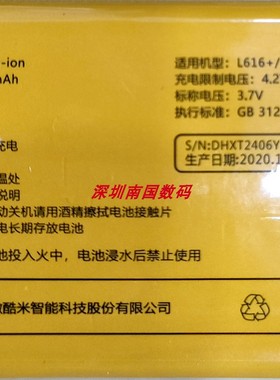 -ion
适用机型：L616+/
mAh
充电限制电压：4.2
标称电压：3.7V
执行标准：GB 312
充电
S/N:DHXT2406Y
生产日期:2020.1
温处
说明
深圳南国数码
动关机请用酒精擦拭电池接触片
电长期存放电池
池投入火中，电池浸水后禁止使用
酷米智能科技股份有限公司